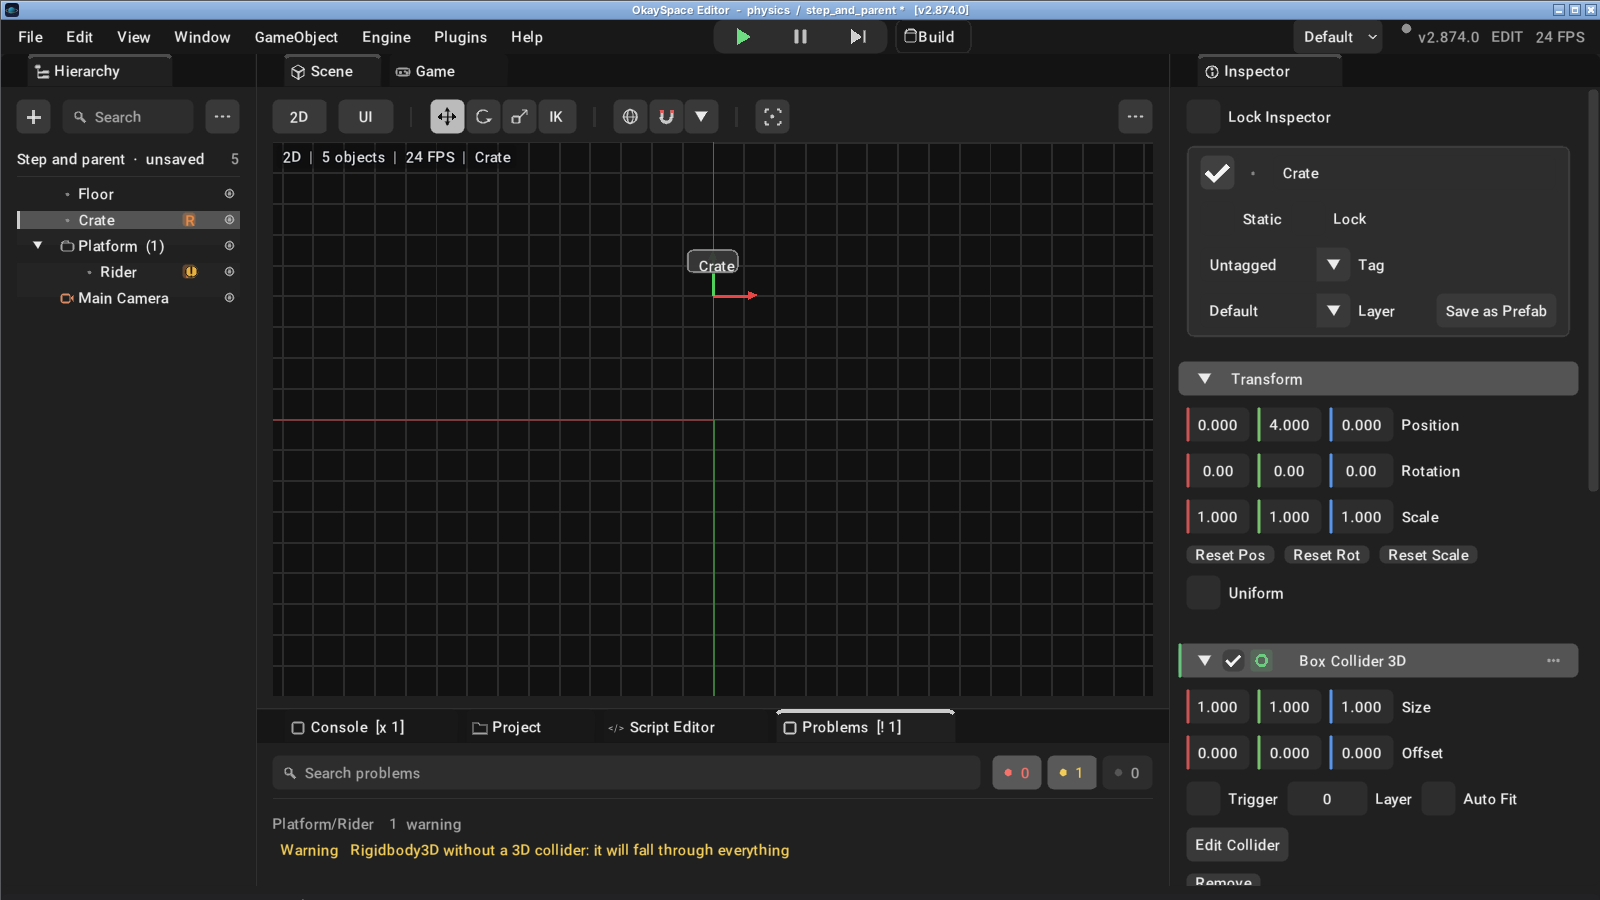 OkaySpace Editor - physics / step_and_parent * [v2.874.0]
File Edit View Window GameObject Engine Plugins Help
Build
Default v2.874.0 EDIT 24 FPS
Hierarchy
Scene Game
Inspector
Search
2D UI IK
Lock Inspector
Step and parent · unsaved 5
2D | 5 objects | 24 FPS | Crate
Floor
Crate R
Platform (1)
Rider
Main Camera
Crate
Crate
Static Lock
Untagged Tag
Default Layer Save as Prefab
Transform
0.000 4.000 0.000 Position
0.00 0.00 0.00 Rotation
1.000 1.000 1.000 Scale
Reset Pos Reset Rot Reset Scale
Uniform
Box Collider 3D
1.000 1.000 1.000 Size
0.000 0.000 0.000 Offset
Trigger 0 Layer Auto Fit
Edit Collider
Remove
Console [x 1] Project Script Editor Problems [! 1]
Search problems 0 1 0
Platform/Rider 1 warning
Warning Rigidbody3D without a 3D collider: it will fall through everything